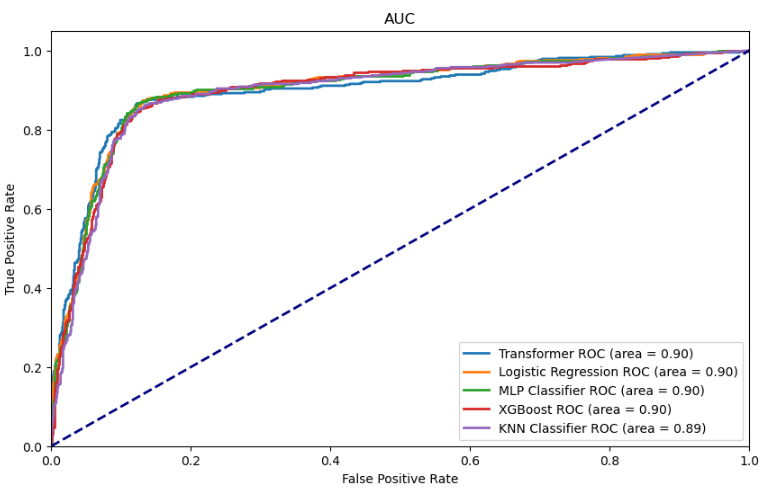 AUC
1.0
0.8
0.6
0.4
0.2
0.0
True Positive Rate
0.0 0.2 0.4 0.6 0.8 1.0
False Positive Rate
Transformer ROC (area = 0.90)
Logistic Regression ROC (area = 0.90)
MLP Classifier ROC (area = 0.90)
XGBoost ROC (area = 0.90)
KNN Classifier ROC (area = 0.89)